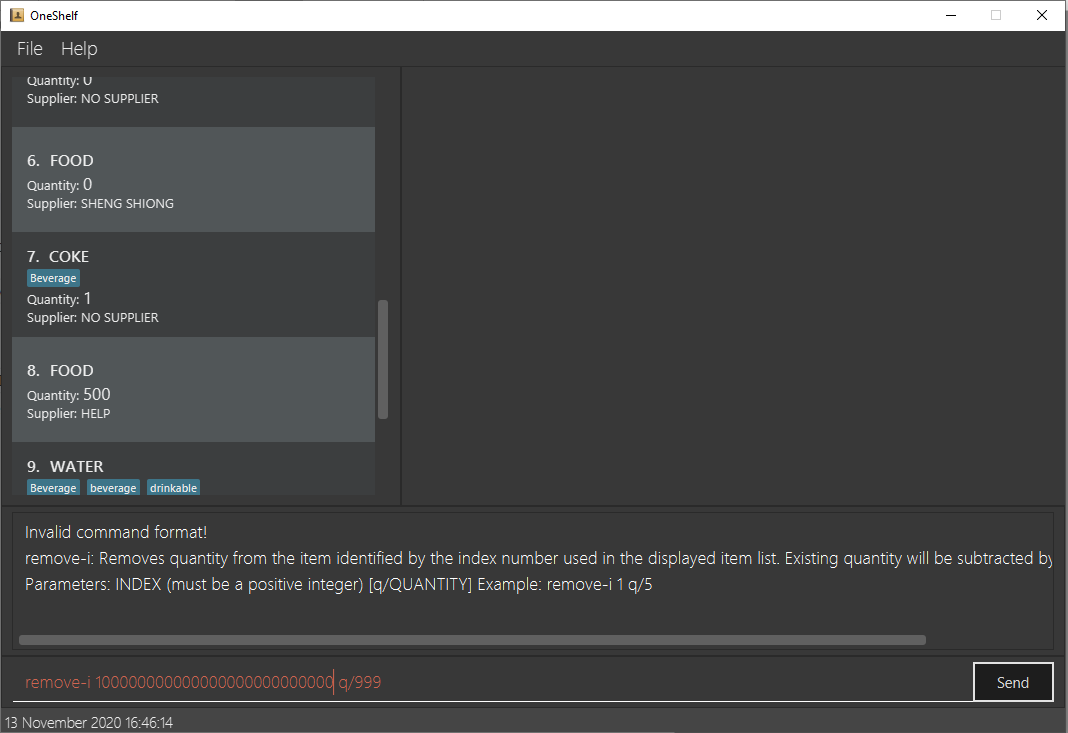 OneShelf
File Help
Quantity: 0
Supplier: NO SUPPLIER
6. FOOD
Quantity: 0
Supplier: SHENG SHIONG
7. COKE
Beverage
Quantity: 1
Supplier: NO SUPPLIER
8. FOOD
Quantity: 500
Supplier: HELP
9. WATER
Beverage beverage drinkable
Invalid command format!
remove-i: Removes quantity from the item identified by the index number used in the displayed item list. Existing quantity will be subtracted by
Parameters: INDEX (must be a positive integer) [q/QUANTITY] Example: remove-i 1 q/5
remove-i 10000000000000000000000000000 q/999
Send
13 November 2020 16:46:14